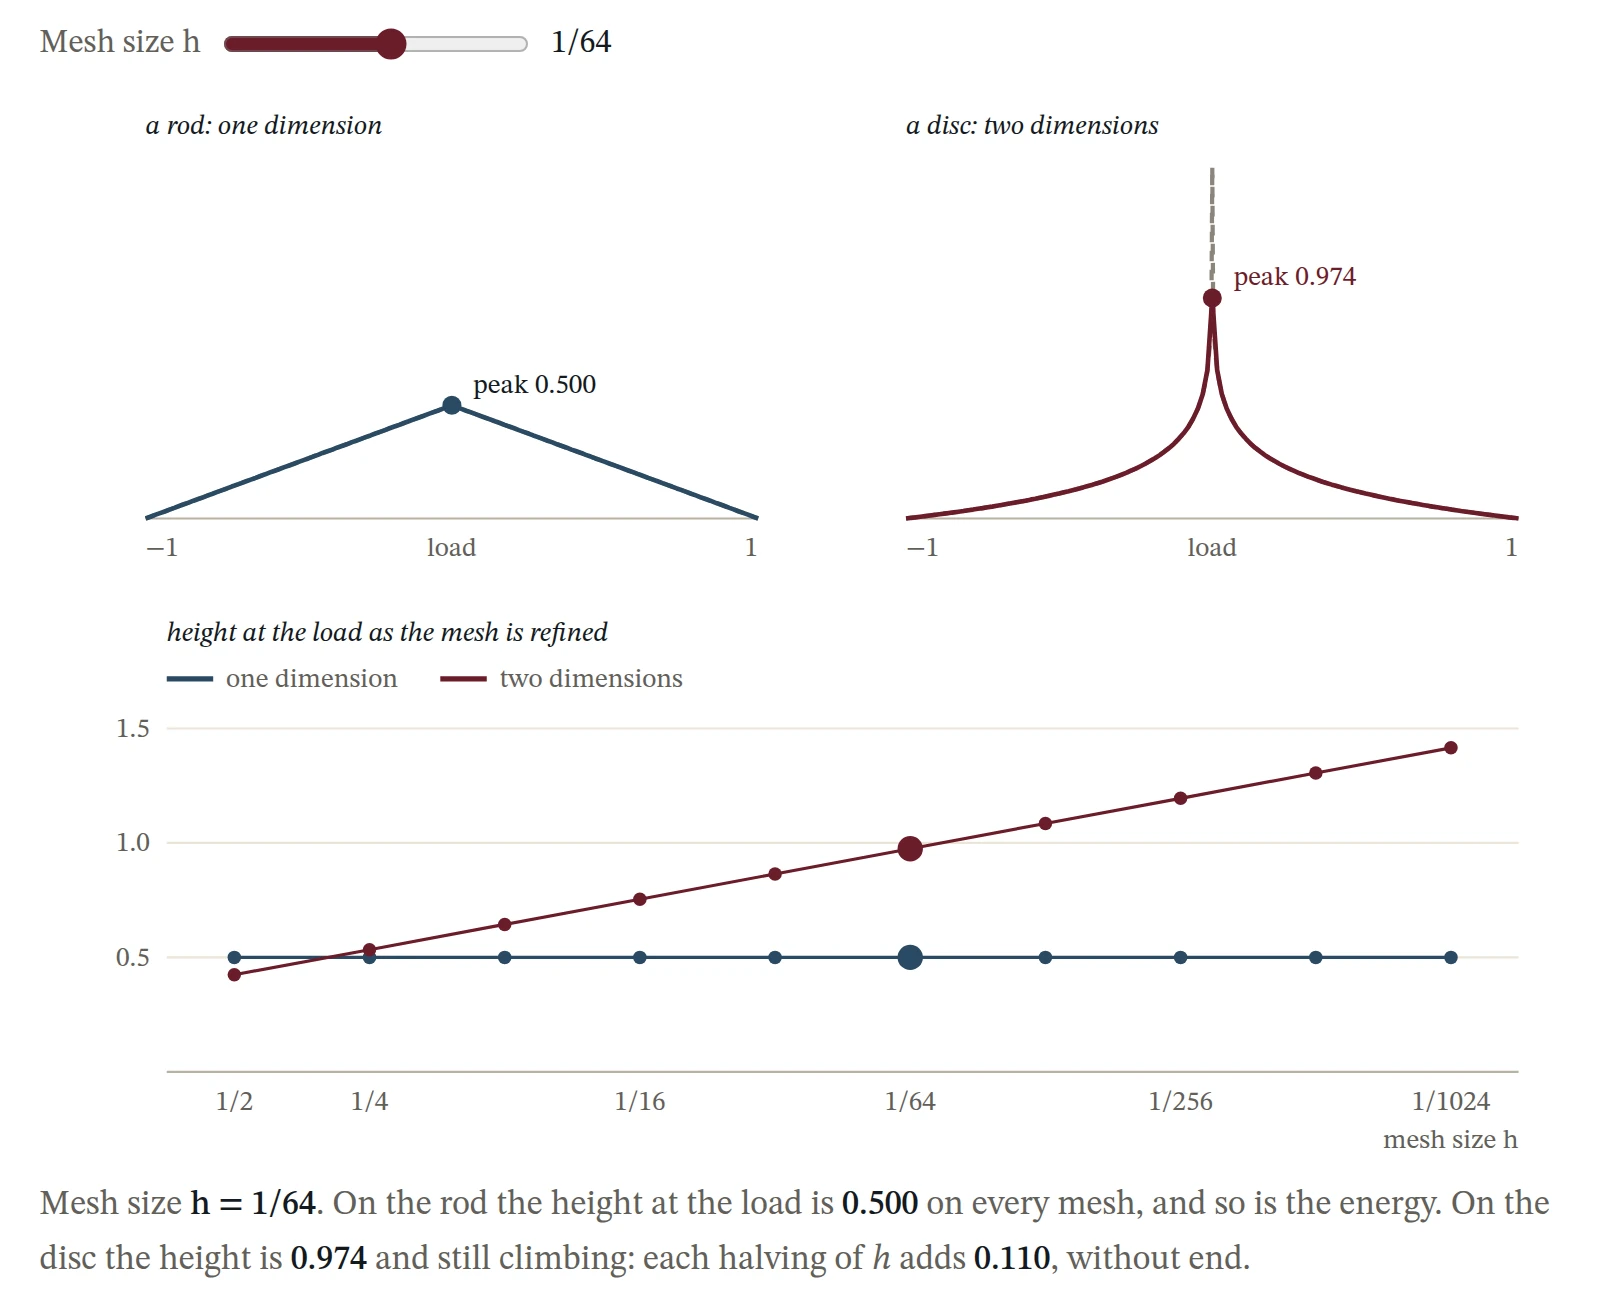 Mesh size h 1/64
a rod: one dimension
a disc: two dimensions
peak 0.974
peak 0.500
−1 load 1
−1 load 1
height at the load as the mesh is refined
one dimension two dimensions
1.5
1.0
0.5
1/2 1/4 1/16 1/64 1/256 1/1024
mesh size h
Mesh size h = 1/64. On the rod the height at the load is 0.500 on every mesh, and so is the energy. On the
disc the height is 0.974 and still climbing: each halving of h adds 0.110, without end.